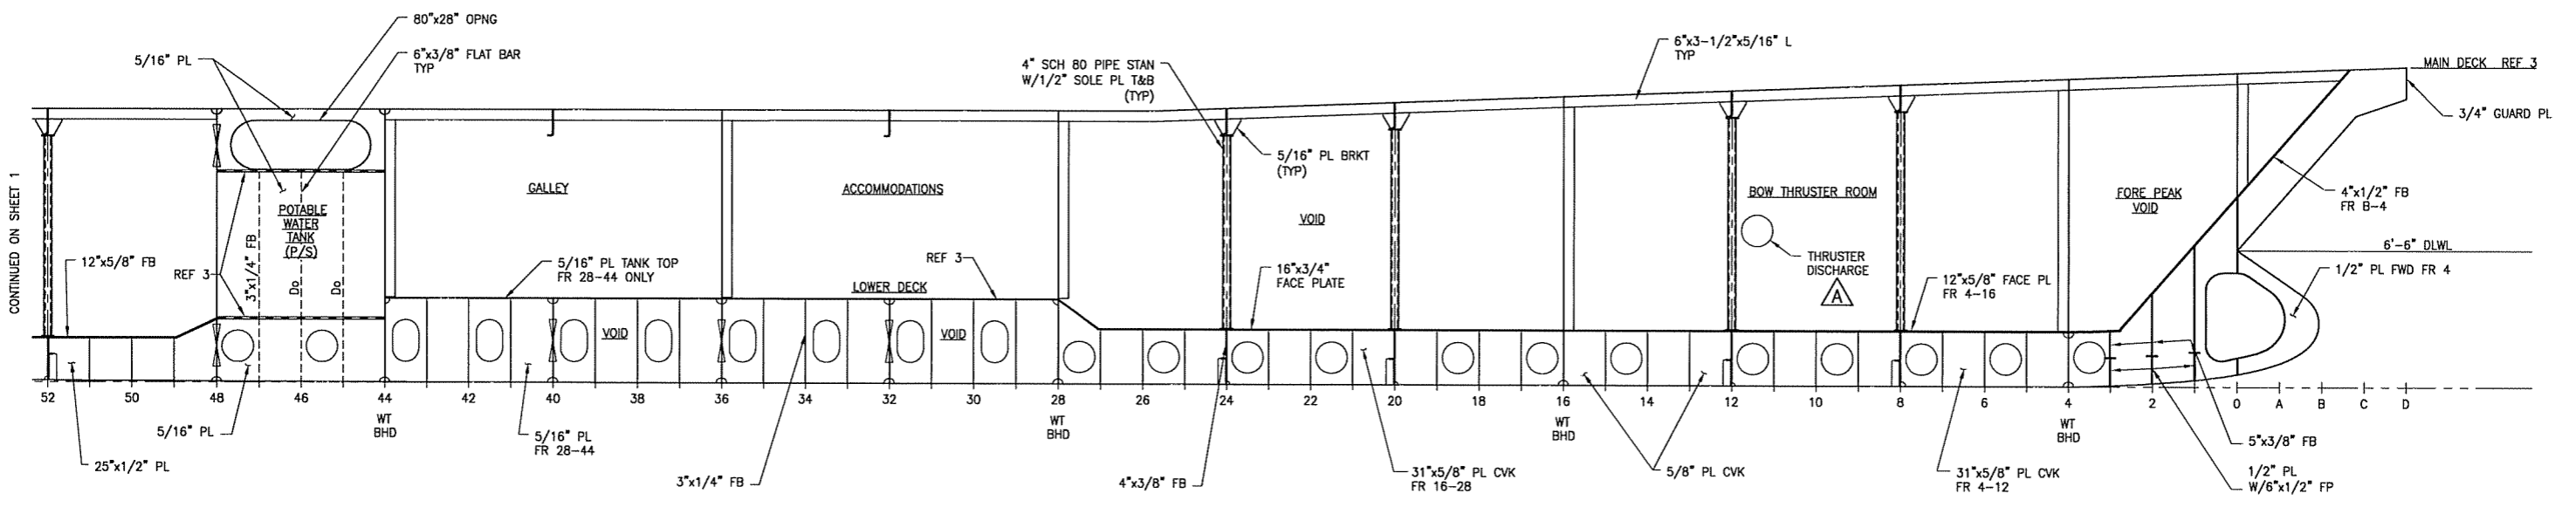 80"x28" OPNG
5/16" PL
6"x3/8" FLAT BAR
TYP
4" SCH 80 PIPE STAN
W/1/2" SOLE PL T&B
(TYP)
6"x3-1/2"x5/16" L
TYP
MAIN DECK REF 3
3/4" GUARD PL
5/16" PL BRKT
(TYP)
CONTINUED ON SHEET 1
GALLEY
ACCOMMODATIONS
VOID
BOW THRUSTER ROOM
FORE PEAK
VOID
4"x1/2" FB
FR B-4
POTABLE
WATER
TANK
(P/S)
3"x1/4" FB
Do
Do
12"x5/8" FB
REF 3
5/16" PL TANK TOP
FR 28-44 ONLY
REF 3
LOWER DECK
16"x3/4"
FACE PLATE
THRUSTER
DISCHARGE
A
12"x5/8" FACE PL
FR 4-16
6'-6" DLWL
1/2" PL FWD FR 4
VOID
VOID
52 50 48 46 44 42 40 38 36 34 32 30 28 26 24 22 20 18 16 14 12 10 8 6 4 2 0 A B C D
WT
BHD
WT
BHD
WT
BHD
WT
BHD
5/16" PL
25"x1/2" PL
5/16" PL
FR 28-44
3"x1/4" FB
4"x3/8" FB
31"x5/8" PL CVK
FR 16-28
5/8" PL CVK
31"x5/8" PL CVK
FR 4-12
5"x3/8" FB
1/2" PL
W/6"x1/2" FP